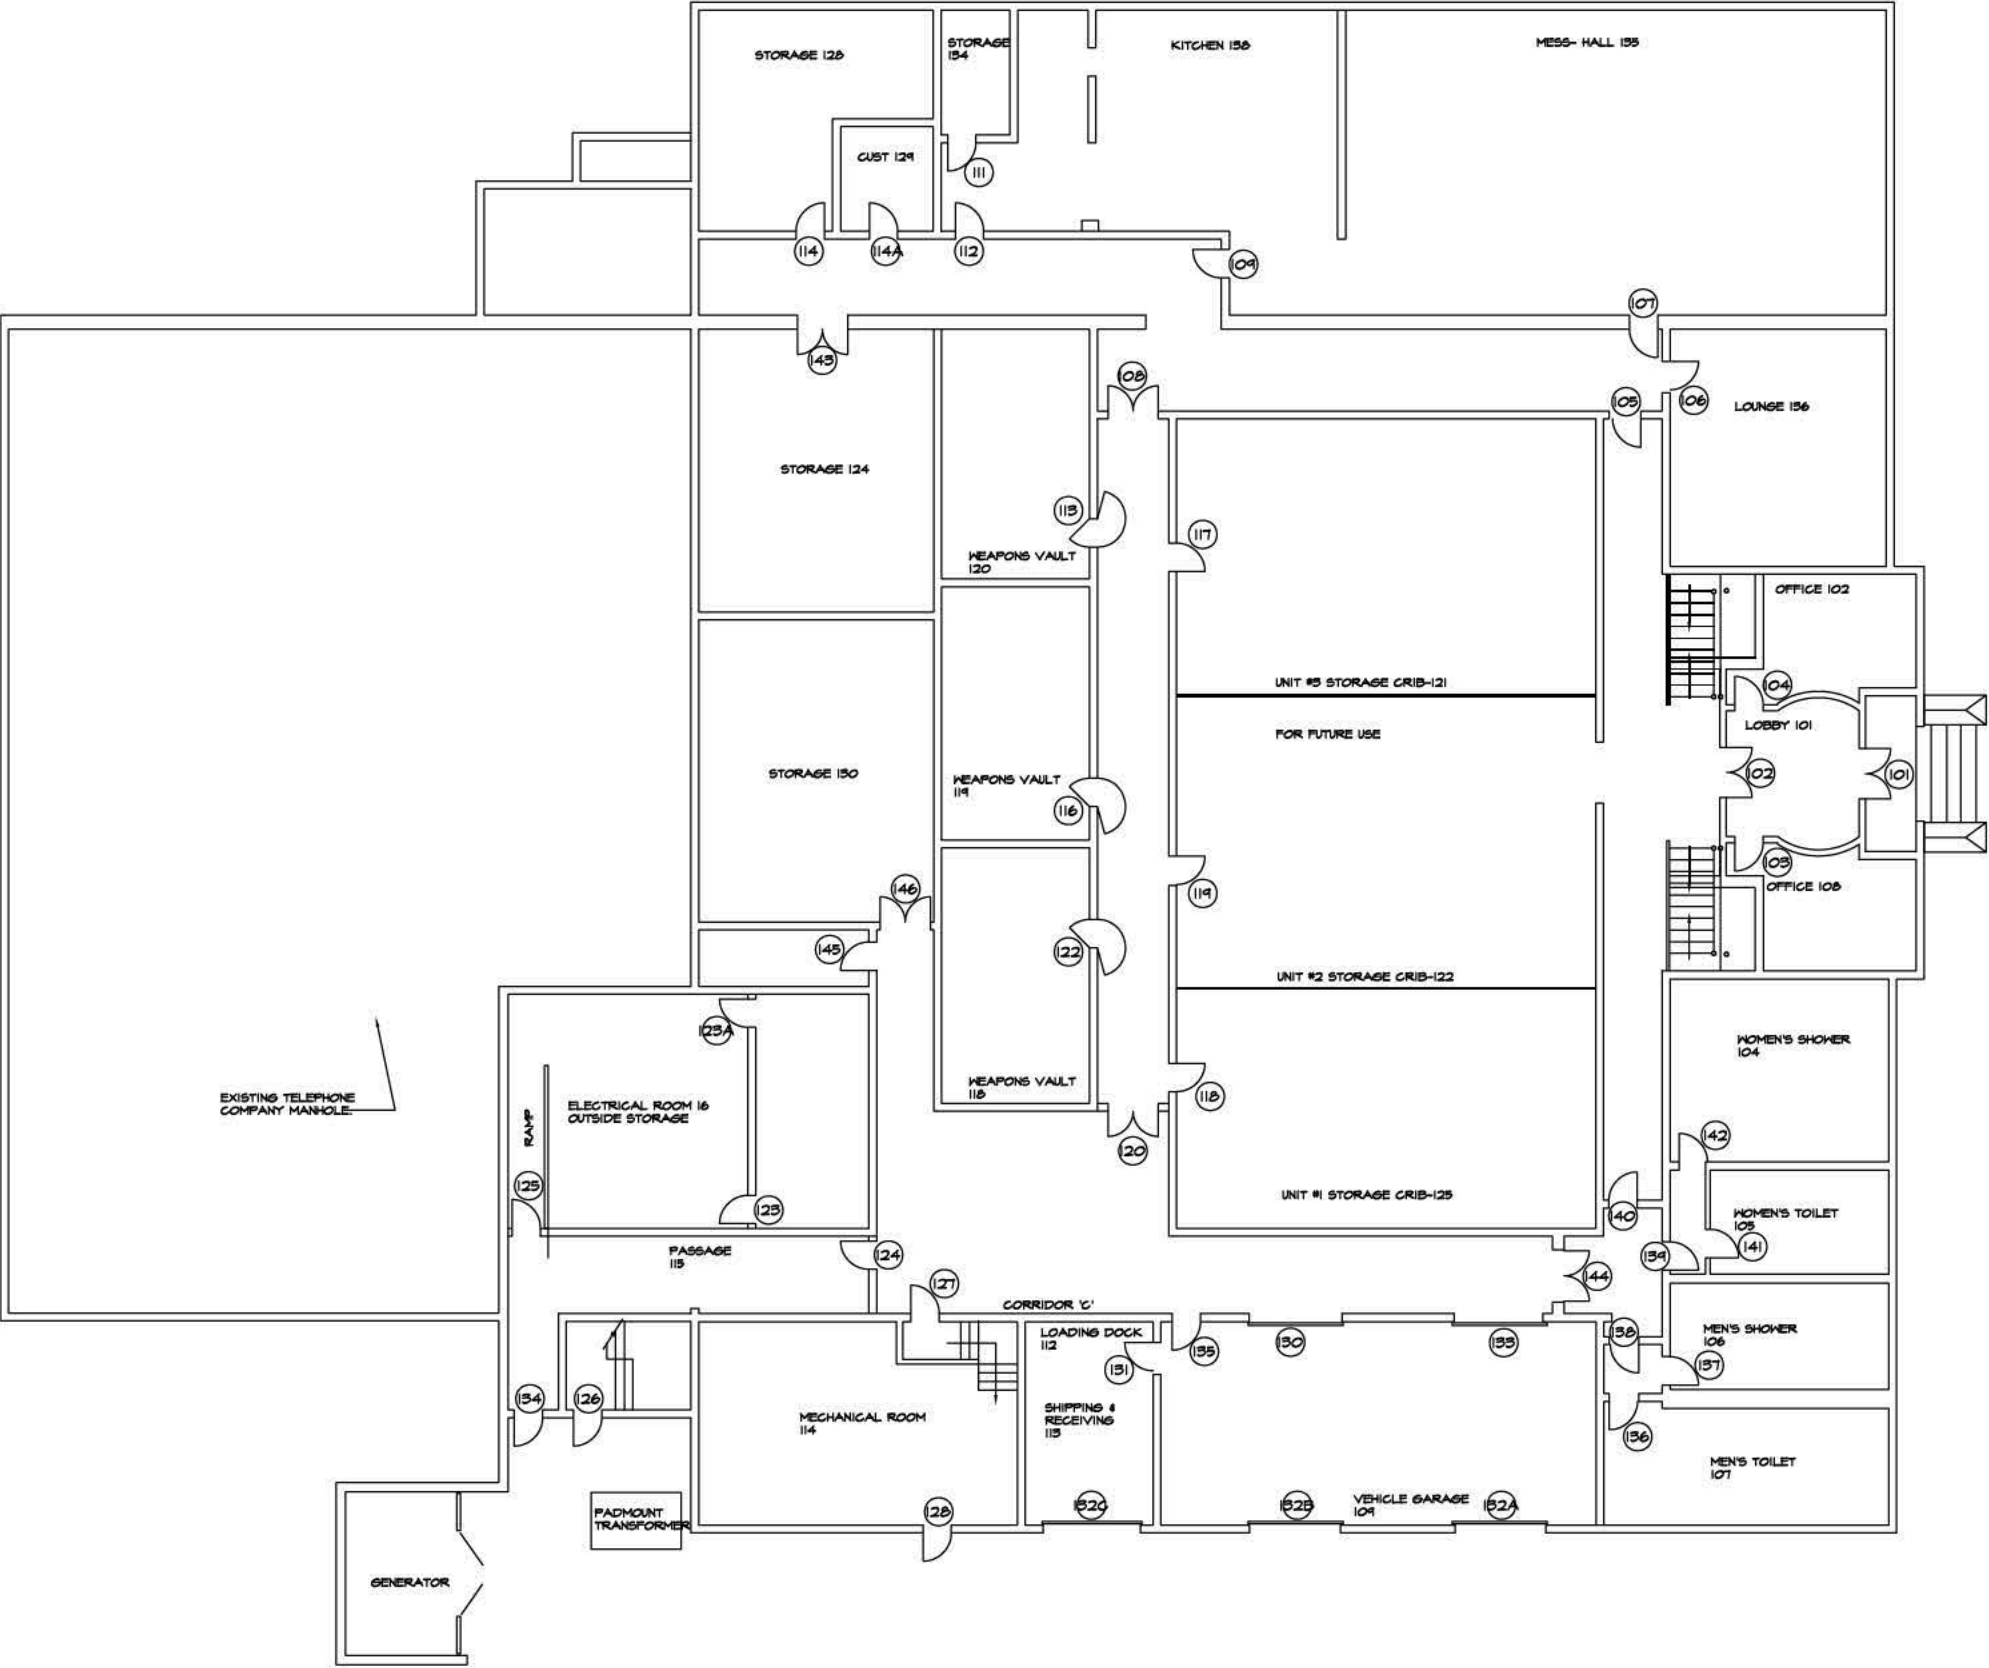 STORAGE 128
STORAGE
134
KITCHEN 138
MESS- HALL 135
CUST 129
111
114
114A
112
109
107
143
108
105
106
LOUNGE 136
STORAGE 124
113
117
WEAPONS VAULT
120
OFFICE 102
UNIT #3 STORAGE CRIB-121
104
LOBBY 101
FOR FUTURE USE
STORAGE 130
WEAPONS VAULT
119
102
101
116
103
OFFICE 108
146
119
145
122
UNIT #2 STORAGE CRIB-122
123A
WOMEN'S SHOWER
104
WEAPONS VAULT
118
118
EXISTING TELEPHONE
COMPANY MANHOLE
RAMP
ELECTRICAL ROOM 16
OUTSIDE STORAGE
142
120
125
UNIT #1 STORAGE CRIB-123
123
140
WOMEN'S TOILET
105
PASSAGE
115
124
139
141
144
127
CORRIDOR 'C'
LOADING DOCK
112
130
133
138
MEN'S SHOWER
106
135
131
137
134
126
MECHANICAL ROOM
114
SHIPPING &
RECEIVING
113
136
MEN'S TOILET
107
PADMOUNT
TRANSFORMER
128
132C
132B
VEHICLE GARAGE
109
132A
GENERATOR